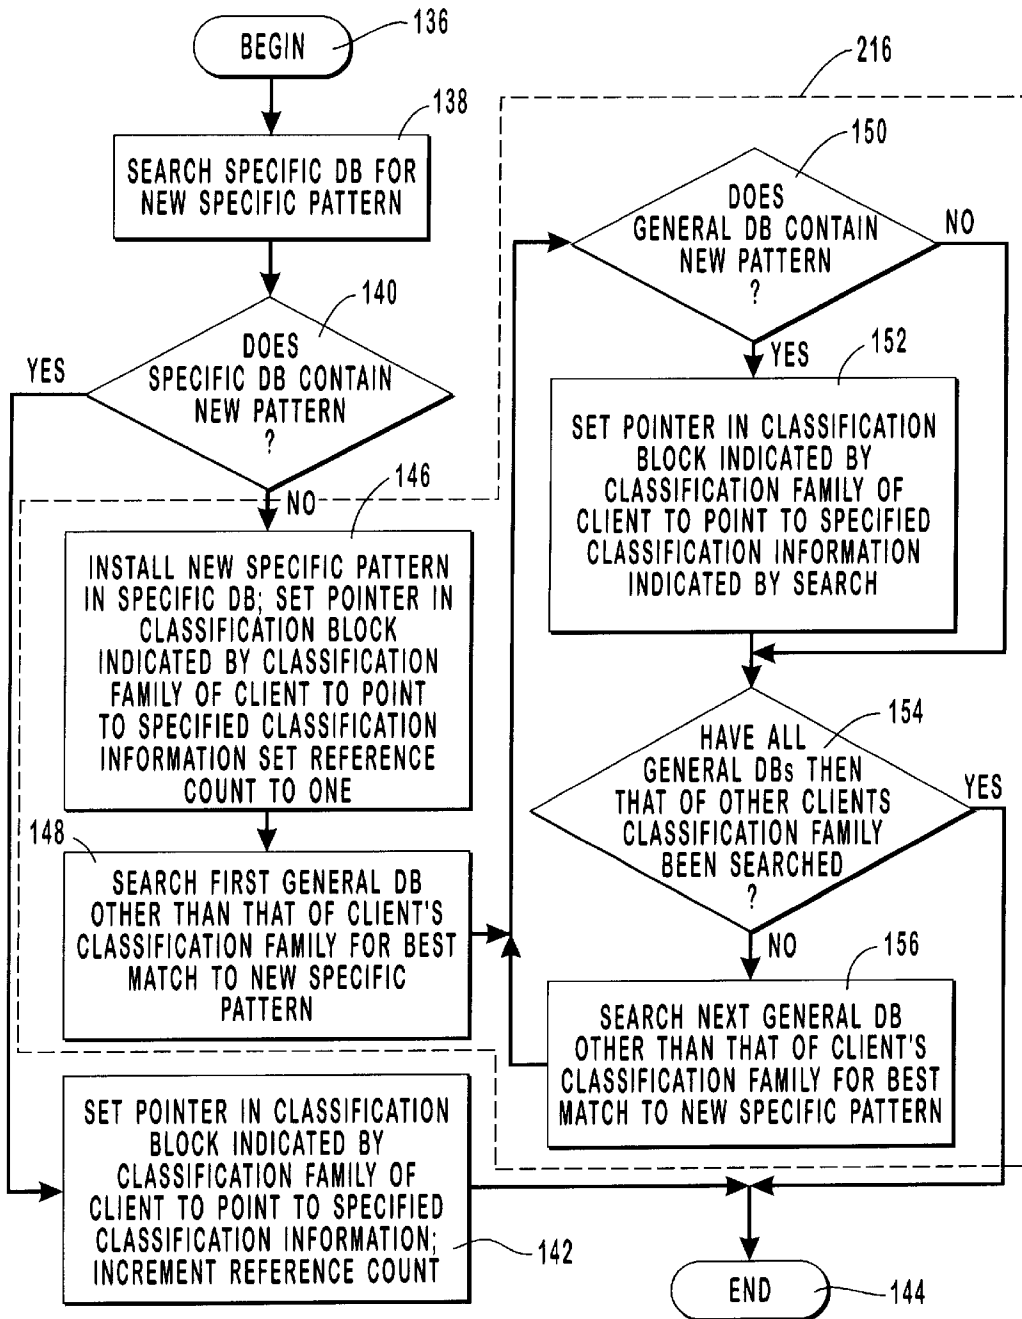 BEGIN
136
138
SEARCH SPECIFIC DB FOR
NEW SPECIFIC PATTERN
140
DOES
SPECIFIC DB CONTAIN
NEW PATTERN
?
YES
NO
146
INSTALL NEW SPECIFIC PATTERN
IN SPECIFIC DB; SET POINTER IN
CLASSIFICATION BLOCK
INDICATED BY CLASSIFICATION
FAMILY OF CLIENT TO POINT
TO SPECIFIED CLASSIFICATION
INFORMATION SET REFERENCE
COUNT TO ONE
148
SEARCH FIRST GENERAL DB
OTHER THAN THAT OF CLIENT'S
CLASSIFICATION FAMILY FOR BEST
MATCH TO NEW SPECIFIC
PATTERN
216
150
DOES
GENERAL DB CONTAIN
NEW PATTERN
?
NO
YES
152
SET POINTER IN CLASSIFICATION
BLOCK INDICATED BY
CLASSIFICATION FAMILY OF
CLIENT TO POINT TO SPECIFIED
CLASSIFICATION INFORMATION
INDICATED BY SEARCH
154
HAVE ALL
GENERAL DBs THEN
THAT OF OTHER CLIENTS
CLASSIFICATION FAMILY
BEEN SEARCHED
?
YES
NO
156
SEARCH NEXT GENERAL DB
OTHER THAN THAT OF CLIENT'S
CLASSIFICATION FAMILY FOR BEST
MATCH TO NEW SPECIFIC PATTERN
SET POINTER IN CLASSIFICATION
BLOCK INDICATED BY
CLASSIFICATION FAMILY OF
CLIENT TO POINT TO SPECIFIED
CLASSIFICATION INFORMATION;
INCREMENT REFERENCE COUNT
142
END
144